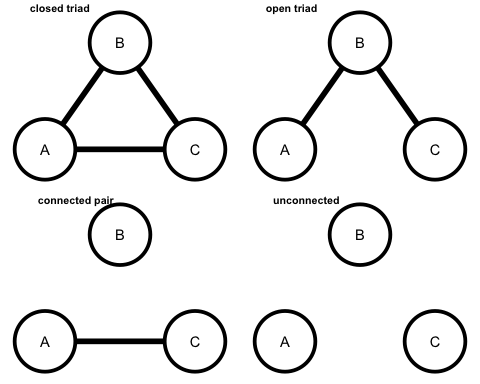 closed triad
B
A
C
open triad
B
A
C
connected pair
B
A
C
unconnected
B
A
C